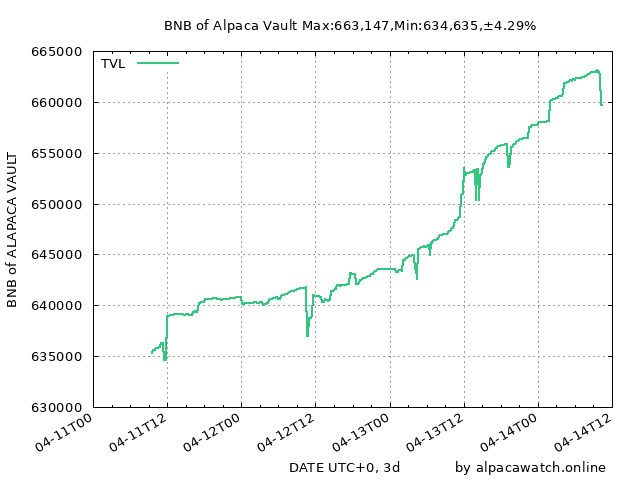 BNB of Alpaca Vault Max:663,147,Min:634,635,±4.29%
TVL
665000
660000
655000
650000
645000
640000
635000
630000
BNB of ALAPACA VAULT
04-11T00
04-11T12
04-12T00
04-12T12
04-13T00
04-13T12
04-14T00
04-14T12
DATE UTC+0, 3d
by alpacawatch.online